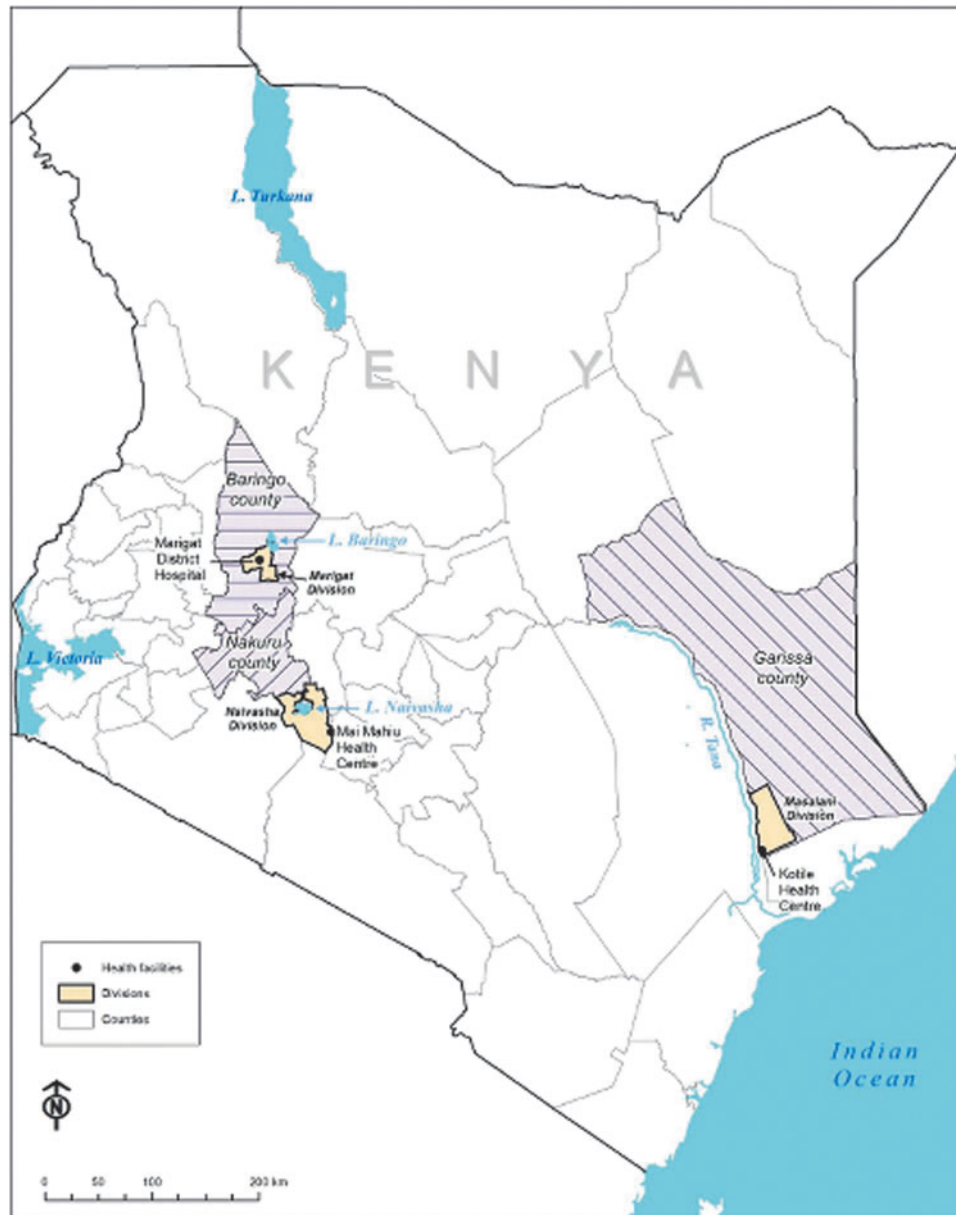 L. Turkana
KENYA
Baringo
county
Marigat
District
Hospital
L. Baringo
Marigat
Division
L. Victoria
Nakuru
county
Naivasha
Division
L. Naivasha
Mai Mahiu
Health
Centre
Garissa
county
R. Tana
Masalani
Division
Kotile
Health
Centre
Health facilities
Divisions
Counties
Indian
Ocean
N
0 50 100 200 km